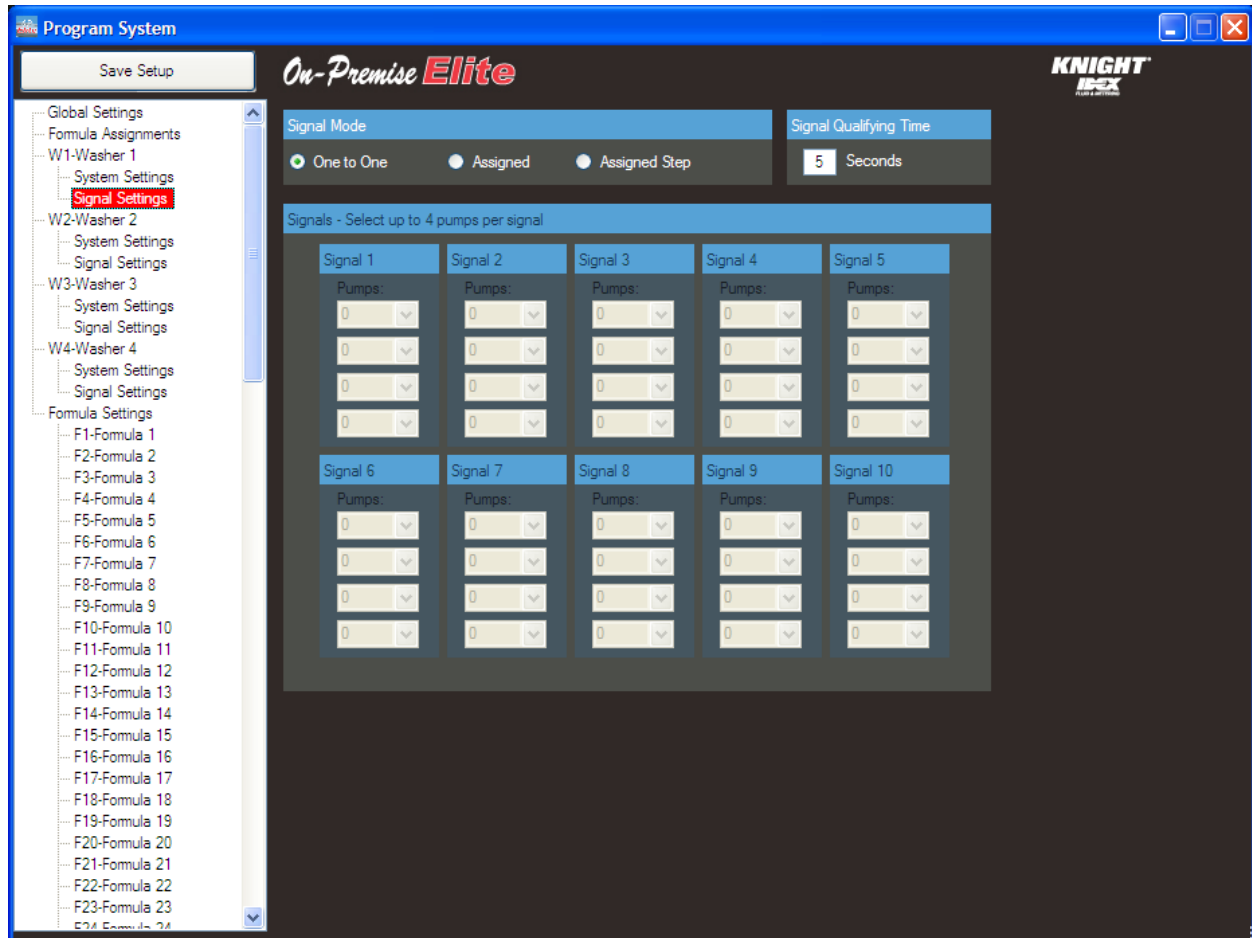 Program System
Save Setup
On-Premise Elite
KNIGHT
IDEX
Global Settings
Formula Assignments
W1-Washer 1
System Settings
Signal Settings
W2-Washer 2
System Settings
Signal Settings
W3-Washer 3
System Settings
Signal Settings
W4-Washer 4
System Settings
Signal Settings
Formula Settings
F1-Formula 1
F2-Formula 2
F3-Formula 3
F4-Formula 4
F5-Formula 5
F6-Formula 6
F7-Formula 7
F8-Formula 8
F9-Formula 9
F10-Formula 10
F11-Formula 11
F12-Formula 12
F13-Formula 13
F14-Formula 14
F15-Formula 15
F16-Formula 16
F17-Formula 17
F18-Formula 18
F19-Formula 19
F20-Formula 20
F21-Formula 21
F22-Formula 22
F23-Formula 23
F24-Formula 24
Signal Mode
One to One Assigned Assigned Step
Signal Qualifying Time
5 Seconds
Signals - Select up to 4 pumps per signal
Signal 1 Signal 2 Signal 3 Signal 4 Signal 5
Pumps: Pumps: Pumps: Pumps: Pumps:
0 0 0 0 0
0 0 0 0 0
0 0 0 0 0
0 0 0 0 0
Signal 6 Signal 7 Signal 8 Signal 9 Signal 10
Pumps: Pumps: Pumps: Pumps: Pumps:
0 0 0 0 0
0 0 0 0 0
0 0 0 0 0
0 0 0 0 0